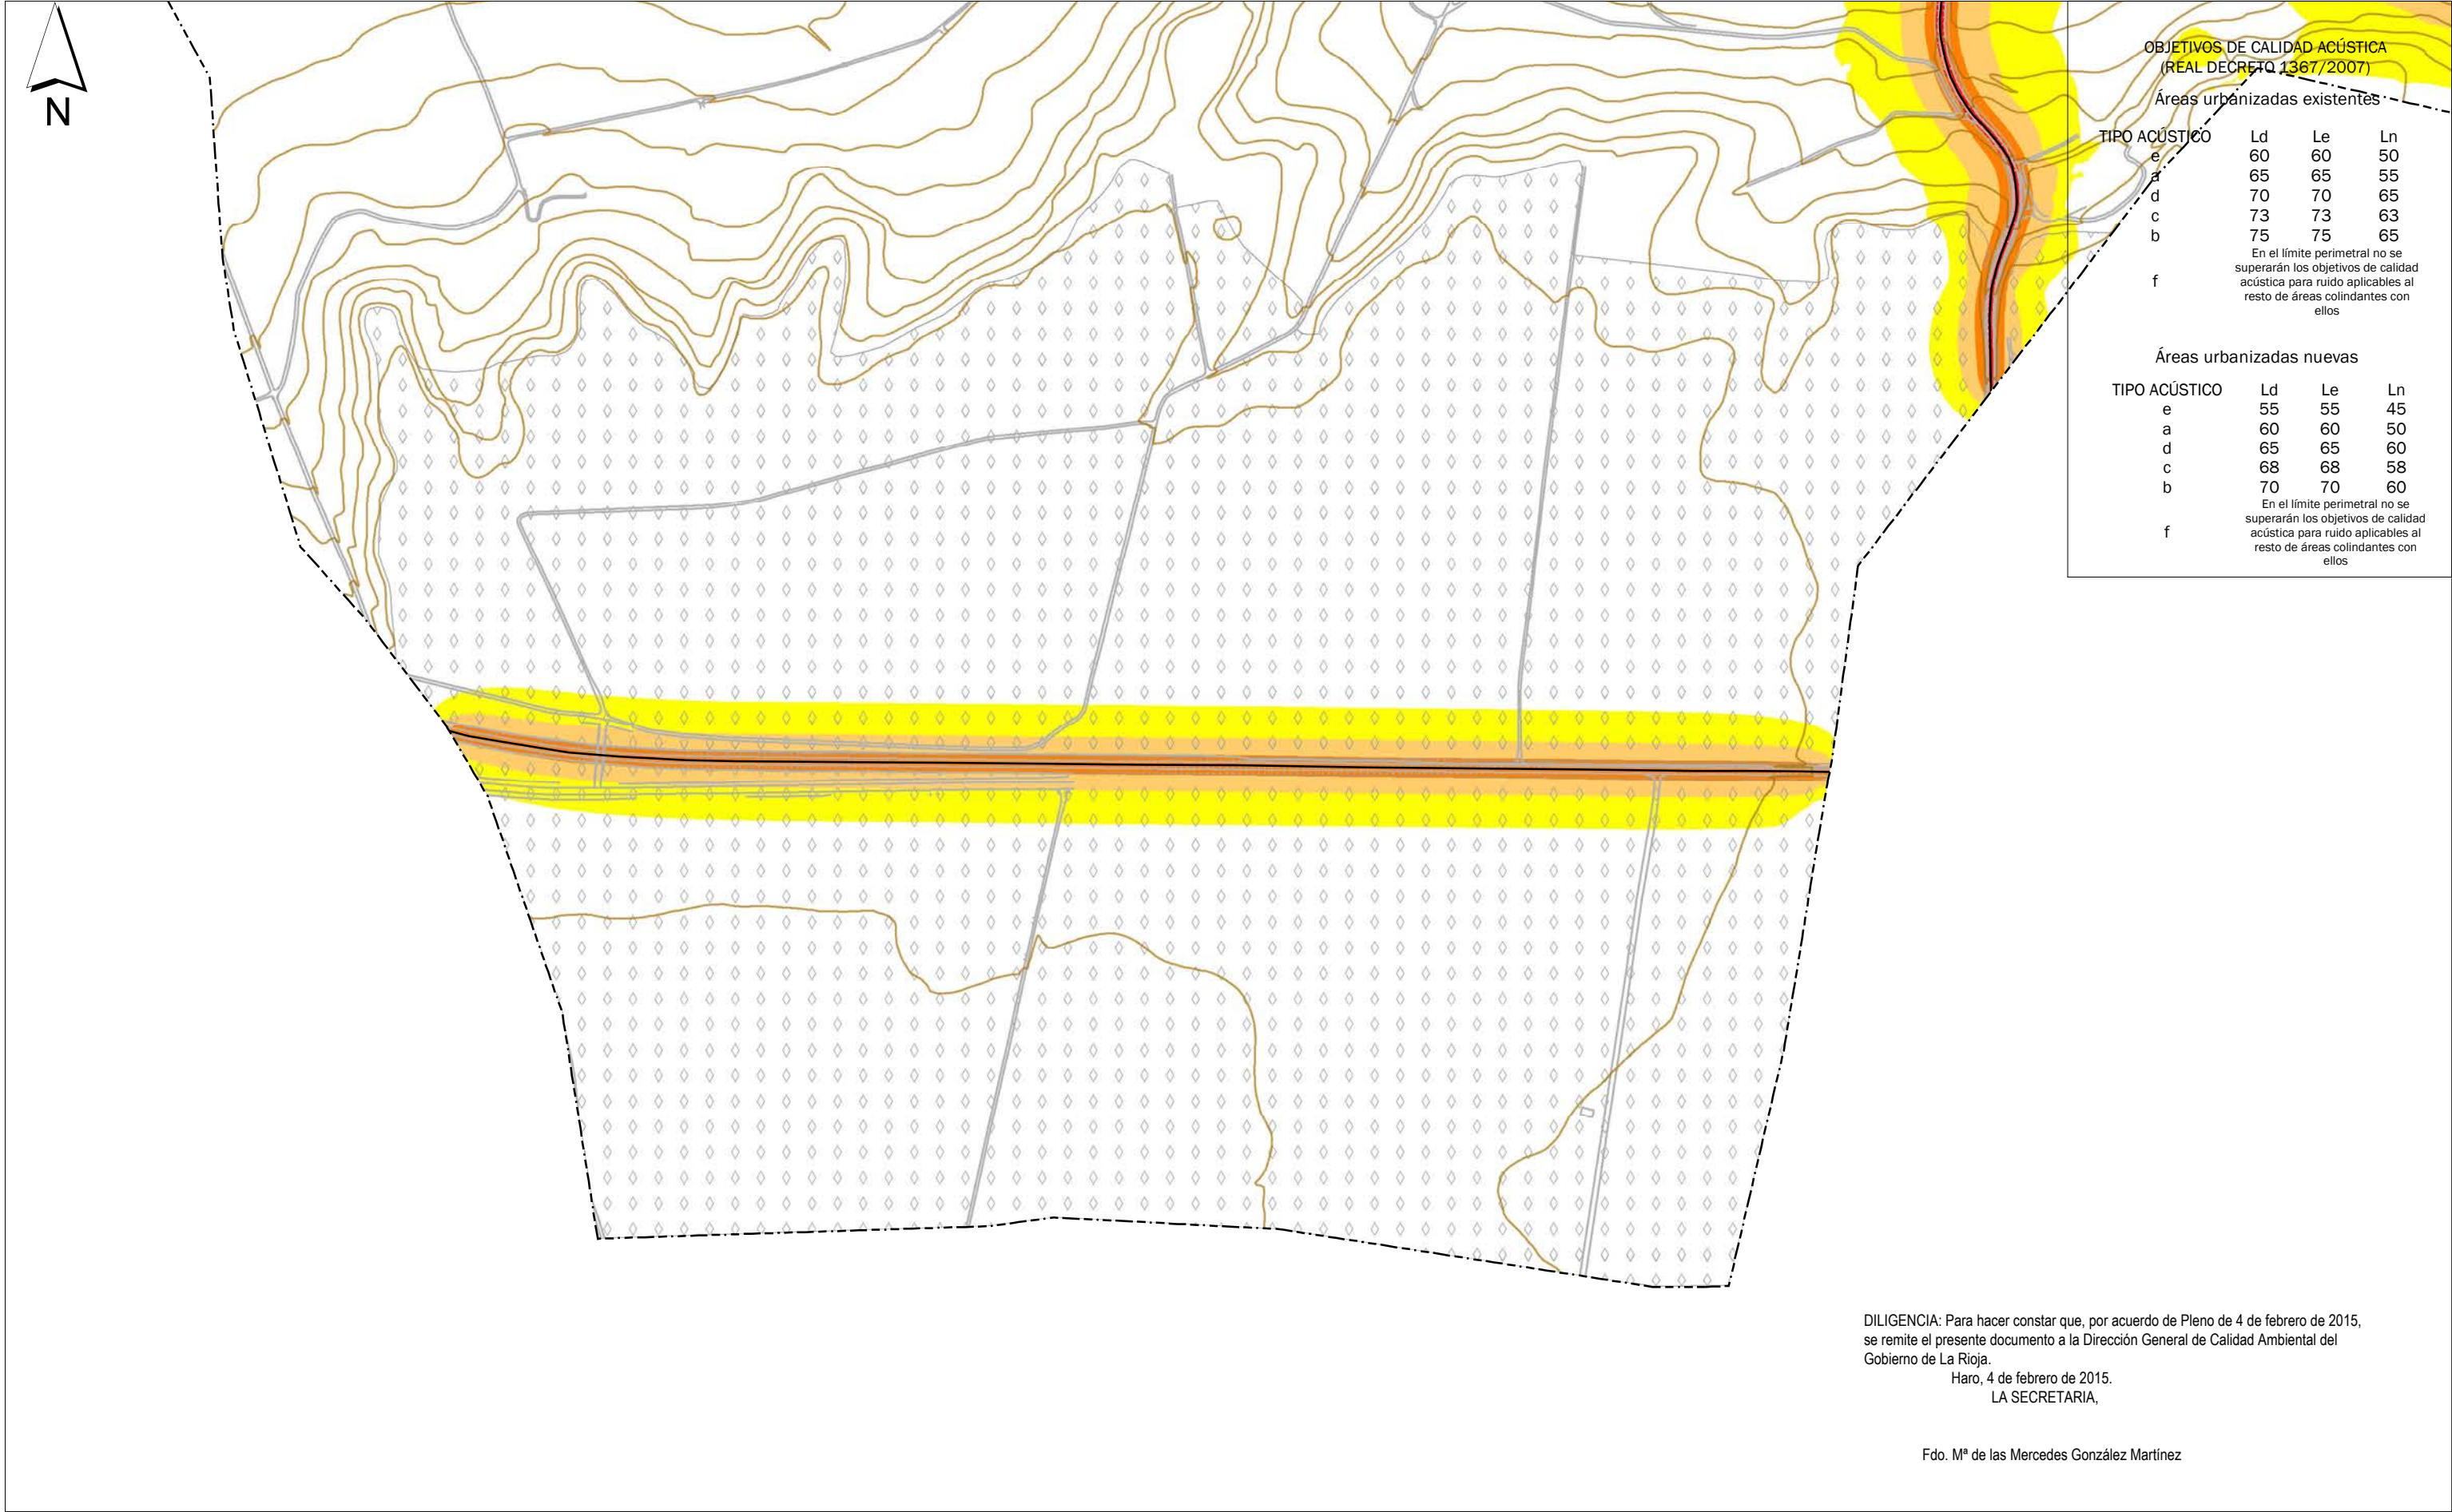 N
OBJETIVOS DE CALIDAD ACÚSTICA
(REAL DECRETO 1367/2007)
Áreas urbanizadas existentes
TIPO ACÚSTICO Ld Le Ln
e 60 60 50
a 65 65 55
d 70 70 65
c 73 73 63
b 75 75 65
f
En el límite perimetral no se
superarán los objetivos de calidad
acústica para ruido aplicables al
resto de áreas colindantes con
ellos
Áreas urbanizadas nuevas
TIPO ACÚSTICO Ld Le Ln
e 55 55 45
a 60 60 50
d 65 65 60
c 68 68 58
b 70 70 60
f
En el límite perimetral no se
superarán los objetivos de calidad
acústica para ruido aplicables al
resto de áreas colindantes con
ellos
DILIGENCIA: Para hacer constar que, por acuerdo de Pleno de 4 de febrero de 2015,
se remite el presente documento a la Dirección General de Calidad Ambiental del
Gobierno de La Rioja.
Haro, 4 de febrero de 2015.
LA SECRETARIA,
Fdo. Mª de las Mercedes González Martínez